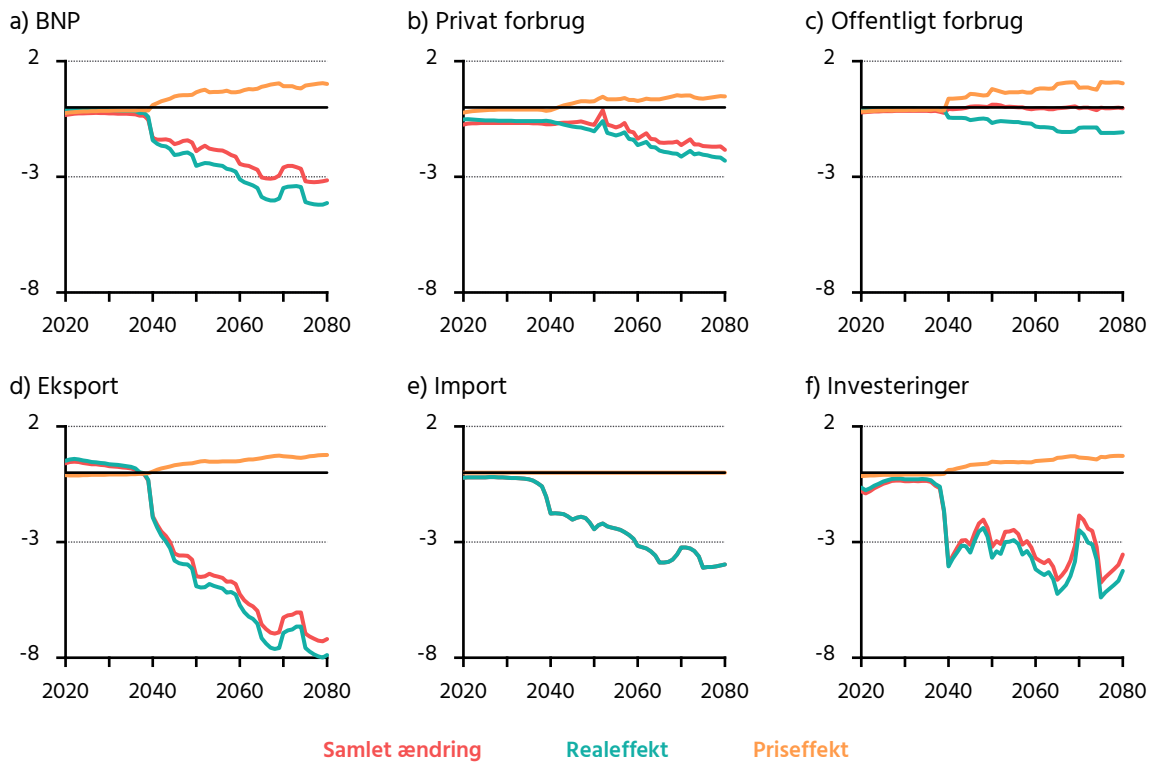 a) BNP
b) Privat forbrug
c) Offentligt forbrug
2
-3
-8
2020 2040 2060 2080
2
-3
-8
2020 2040 2060 2080
2
-3
-8
2020 2040 2060 2080
d) Eksport
e) Import
f) Investeringer
2
-3
-8
2020 2040 2060 2080
2
-3
-8
2020 2040 2060 2080
2
-3
-8
2020 2040 2060 2080
Samlet ændring
Realeffekt
Priseffekt